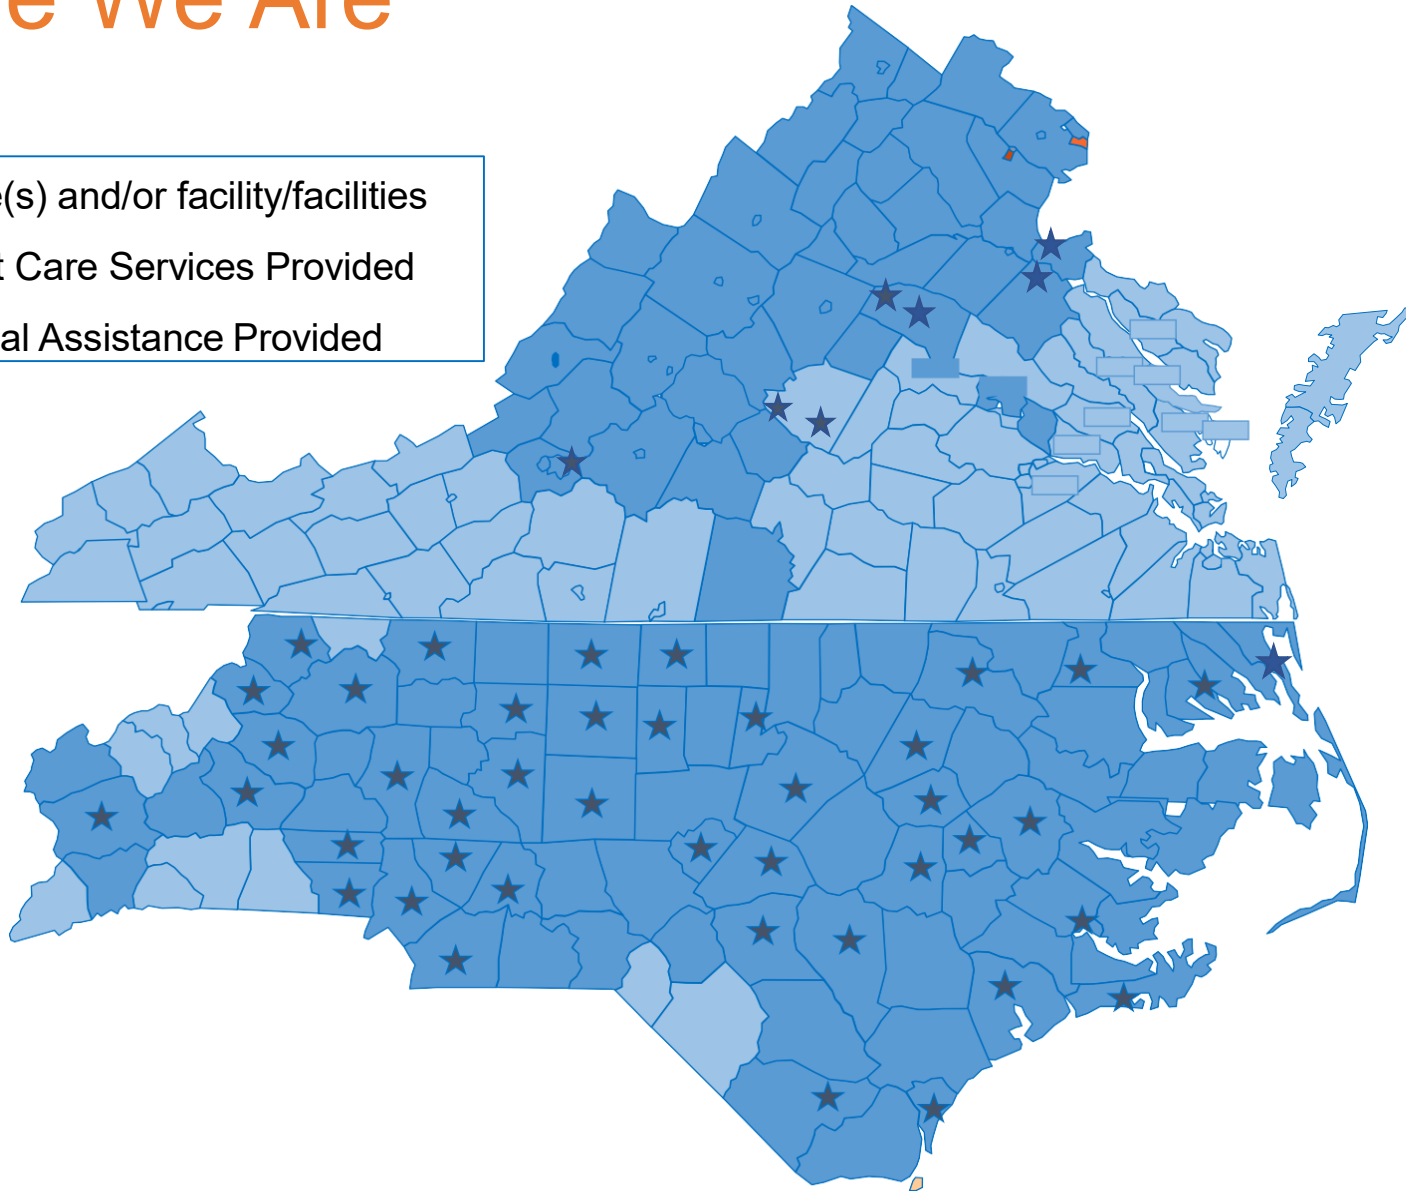 e We Are
e(s) and/or facility/facilities
t Care Services Provided
al Assistance Provided